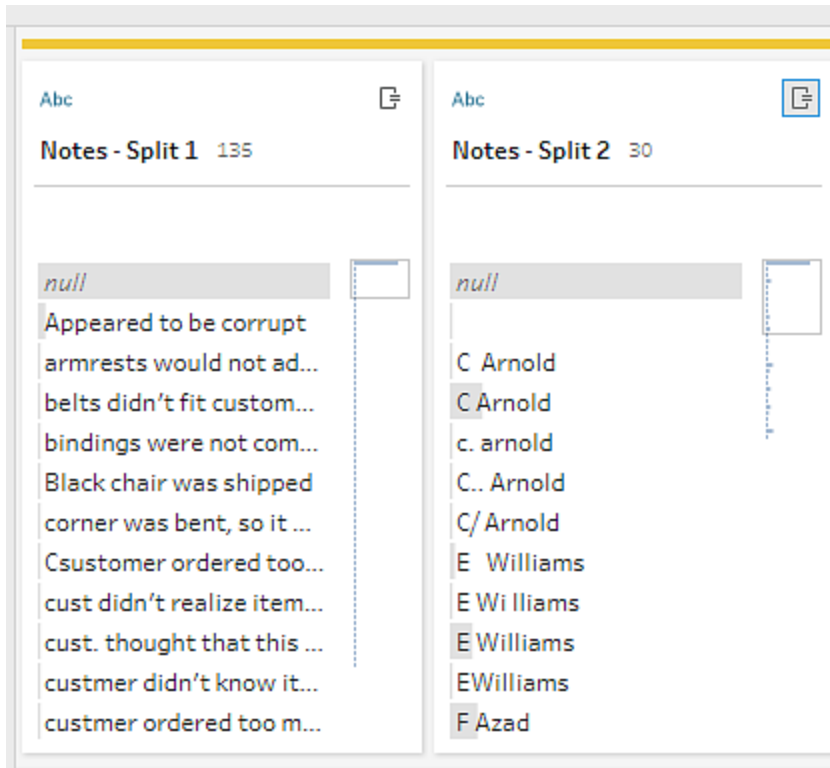 Abc
Notes - Split 1 135
null
Appeared to be corrupt
armrests would not ad...
belts didn’t fit custom...
bindings were not com...
Black chair was shipped
corner was bent, so it ...
Csustomer ordered too...
cust didn’t realize item...
cust. thought that this ...
custmer didn’t know it...
custmer ordered too m...
Abc
Notes - Split 2 30
null
C  Arnold
C Arnold
c. arnold
C.. Arnold
C/ Arnold
E   Williams
E Wi lliams
E Williams
EWilliams
F Azad